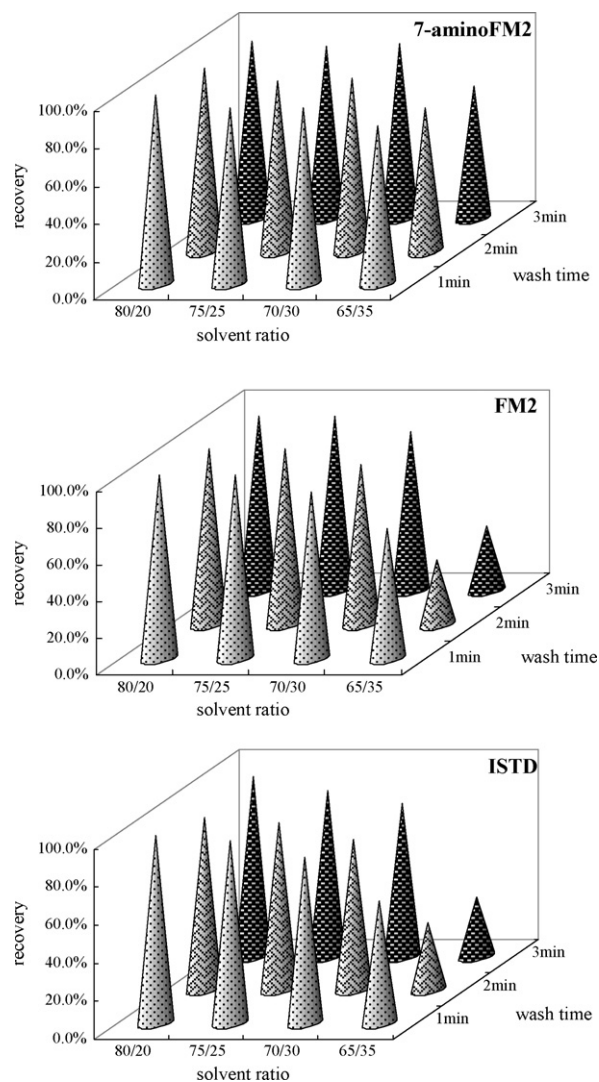 7-aminoFM2
100.0%
80.0%
60.0%
40.0%
20.0%
0.0%
recovery
80/20 75/25 70/30 65/35
solvent ratio
1min
2min
3min
wash time
FM2
100.0%
80.0%
60.0%
40.0%
20.0%
0.0%
recovery
80/20 75/25 70/30 65/35
solvent ratio
1min
2min
3min
wash time
ISTD
100.0%
80.0%
60.0%
40.0%
20.0%
0.0%
recovery
80/20 75/25 70/30 65/35
solvent ratio
1min
2min
3min
wash time